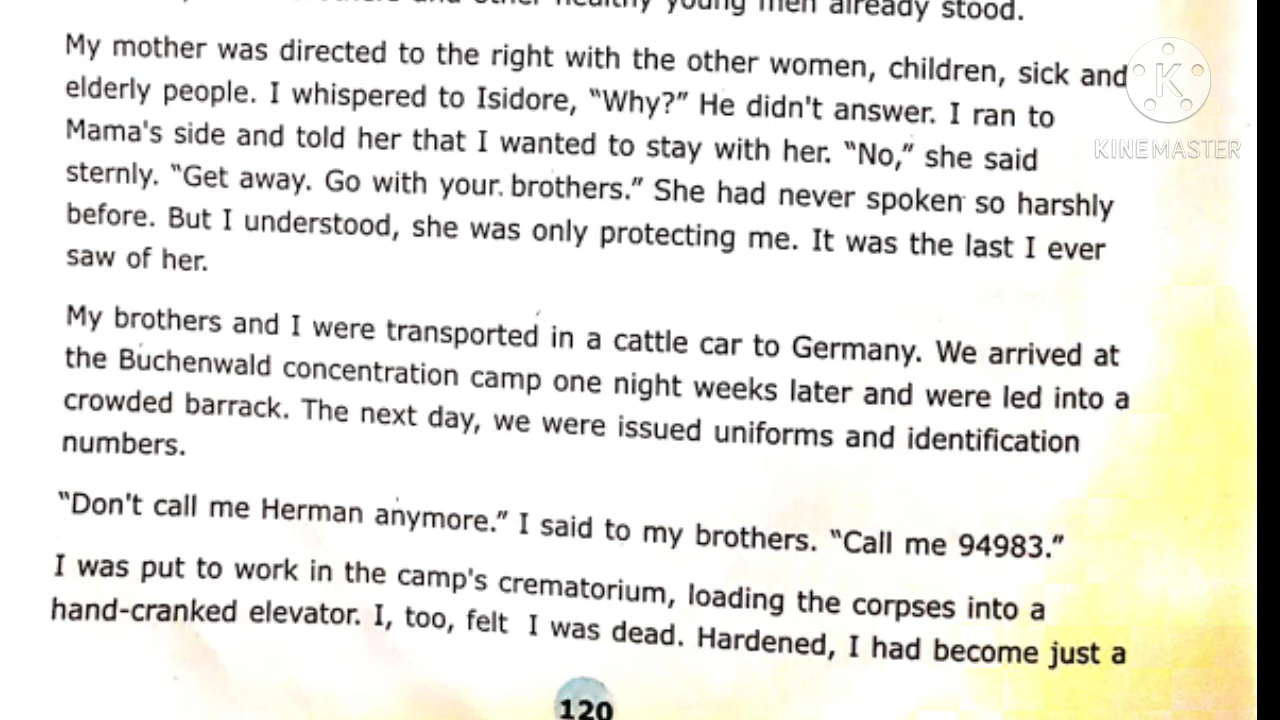 healthy young men already stood.
My mother was directed to the right with the other women, children, sick and
elderly people. I whispered to Isidore, “Why?” He didn't answer. I ran to
Mama's side and told her that I wanted to stay with her. “No,” she said
sternly. “Get away. Go with your. brothers.” She had never spoken so harshly
before. But I understood, she was only protecting me. It was the last I ever
saw of her.
My brothers and I were transported in a cattle car to Germany. We arrived at
the Buchenwald concentration camp one night weeks later and were led into a
crowded barrack. The next day, we were issued uniforms and identification
numbers.
“Don't call me Herman anymore.” I said to my brothers. “Call me 94983.”
I was put to work in the camp's crematorium, loading the corpses into a
hand-cranked elevator. I, too, felt I was dead. Hardened, I had become just a
120
K
KINEMASTER